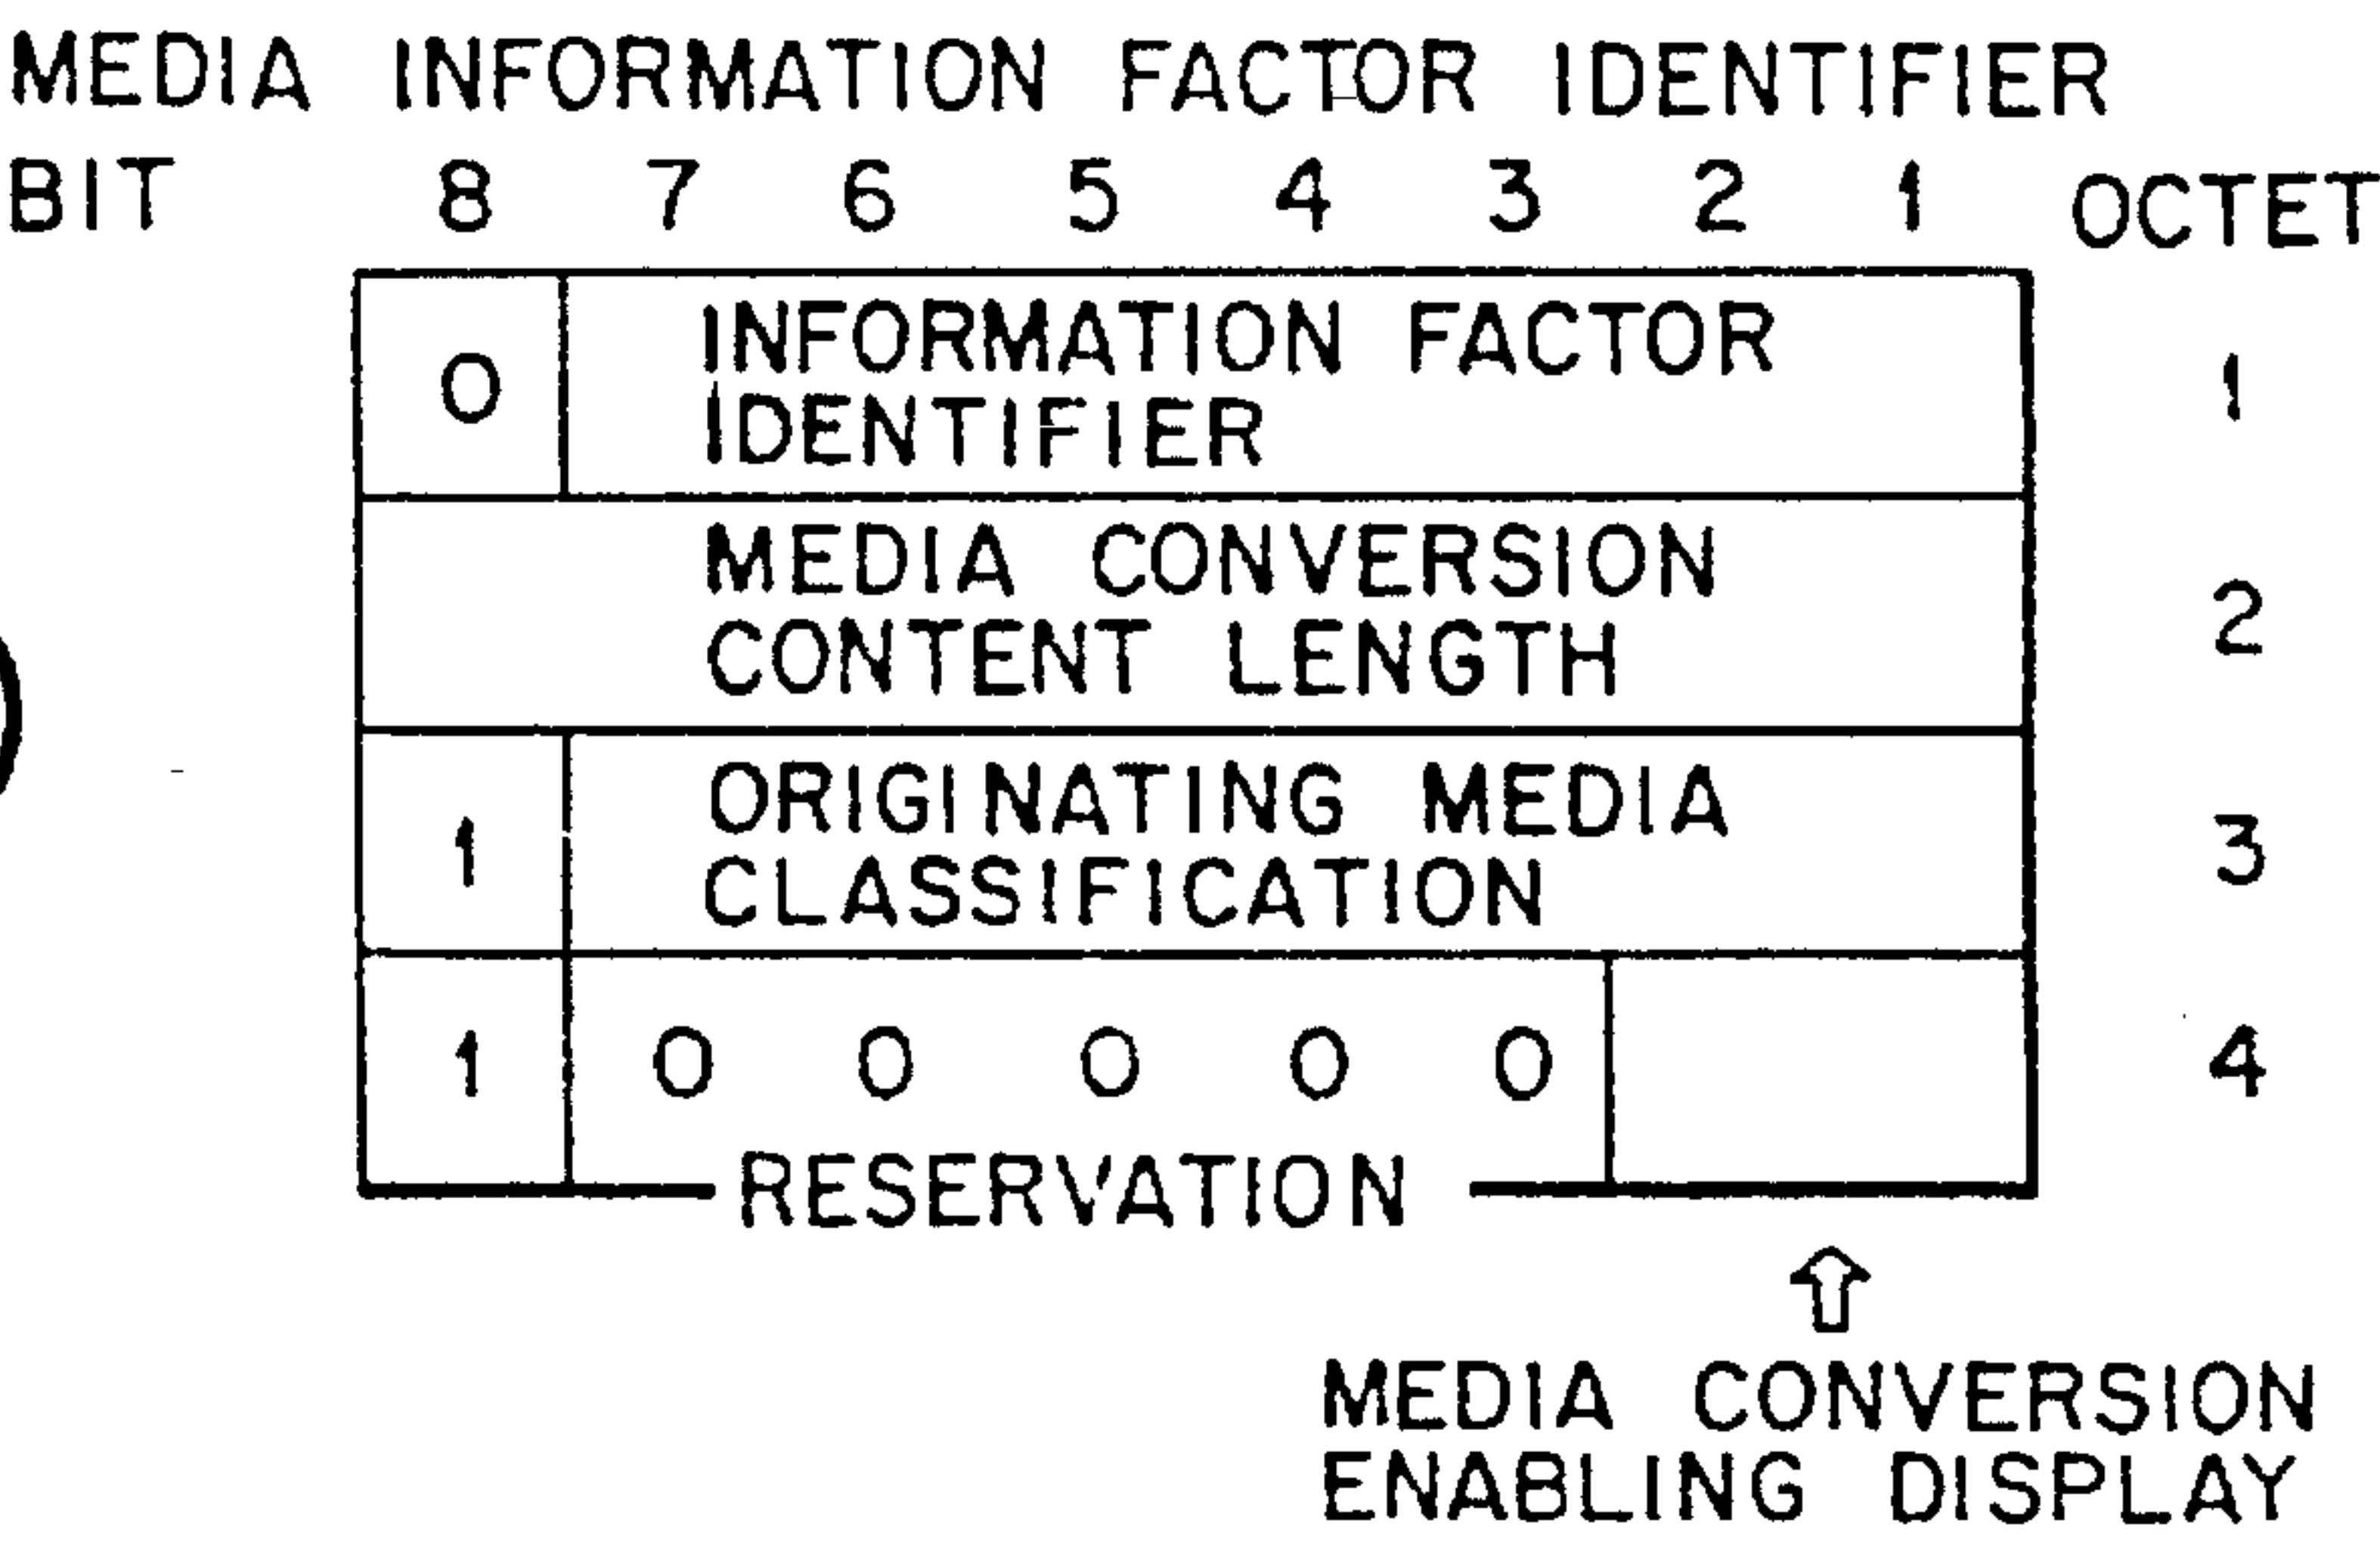 MEDIA INFORMATION FACTOR IDENTIFIER
BIT 8 7 6 5 4 3 2 1 OCTET
0 INFORMATION FACTOR 1
IDENTIFIER
MEDIA CONVERSION 2
CONTENT LENGTH
1 ORIGINATING MEDIA 3
CLASSIFICATION
1 0 0 0 0 0 4
RESERVATION
MEDIA CONVERSION
ENABLING DISPLAY